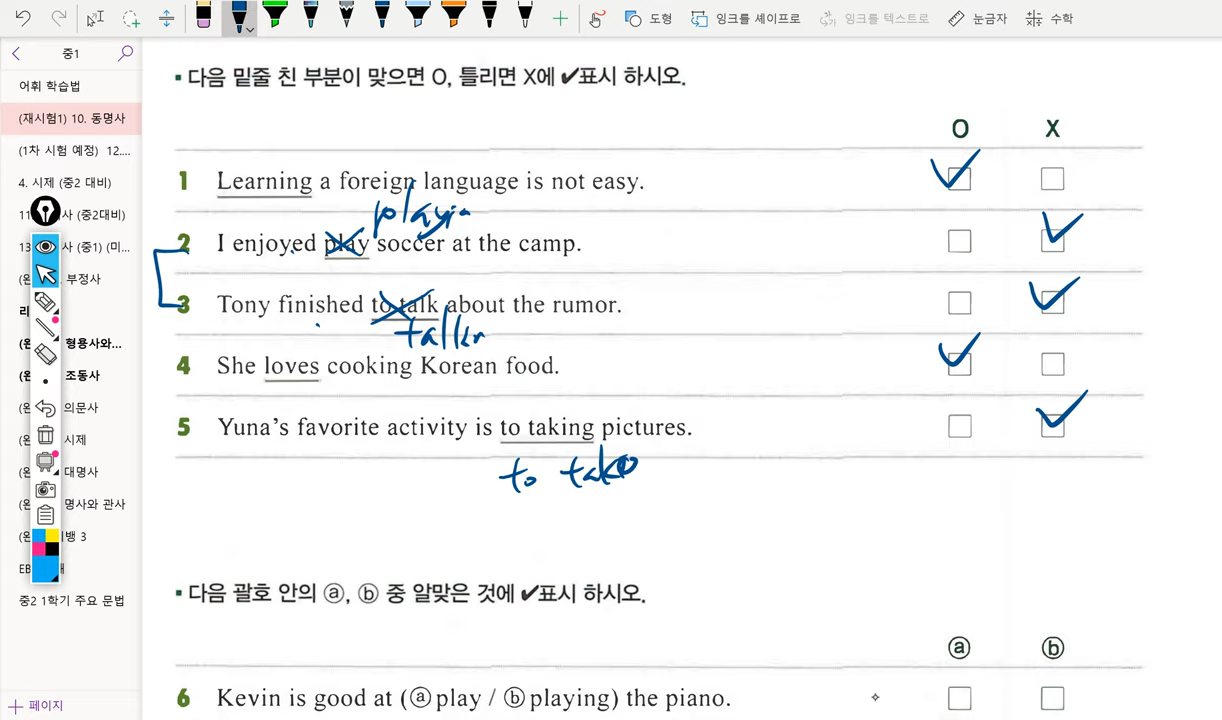 도형
잉크를 셰이프로
잉크를 텍스트로
눈금자
수학
중1
어휘 학습법
(재시험1) 10. 동명사
(1차 시험 예정) 12....
4. 시제 (중2 대비)
사 (중2대비)
사 (중1) (미...
부정사
형용사와...
조동사
의문사
시제
대명사
명사와 관사
뱅 3
중2 1학기 주요 문법
페이지
다음 밑줄 친 부분이 맞으면 O, 틀리면 X에 ✔표시 하시오.
O X
1 Learning a foreign language is not easy.
playin
2 I enjoyed play soccer at the camp.
3 Tony finished to talk about the rumor.
4 She loves cooking Korean food.
5 Yuna's favorite activity is to taking pictures.
to take
다음 괄호 안의 ⓐ, ⓑ 중 알맞은 것에 ✔표시 하시오.
ⓐ ⓑ
6 Kevin is good at (ⓐ play / ⓑ playing) the piano.